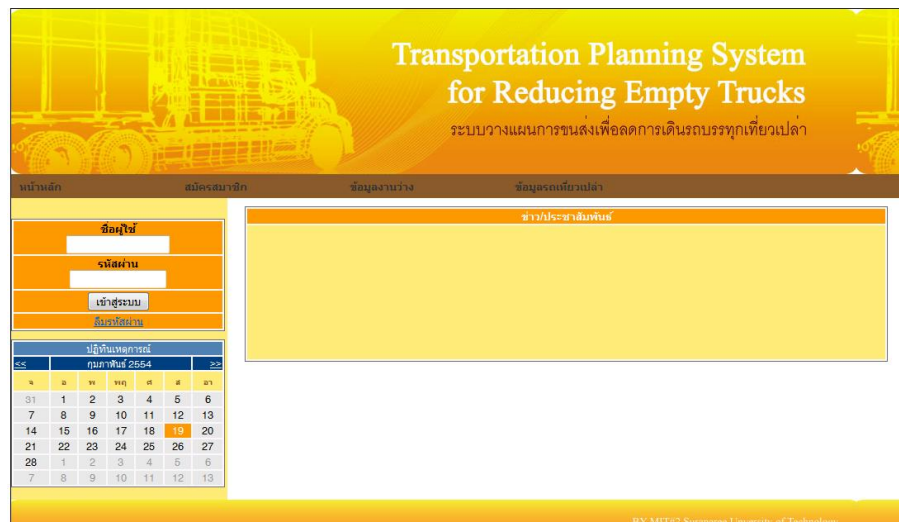 Transportation Planning System
for Reducing Empty Trucks
ระบบวางแผนการขนส่งเพื่อลดการเดินรถบรรทุกเที่ยวเปล่า
หน้าหลัก สมัครสมาชิก ข้อมูลงานว่าง ข้อมูลรถเที่ยวเปล่า
ชื่อผู้ใช้
รหัสผ่าน
เข้าสู่ระบบ
ลืมรหัสผ่าน
ข่าว/ประชาสัมพันธ์
ปฏิทินเหตุการณ์
<< กุมภาพันธ์ 2554 >>
จ อ พ พฤ ศ ส อา
31 1 2 3 4 5 6
7 8 9 10 11 12 13
14 15 16 17 18 19 20
21 22 23 24 25 26 27
28 1 2 3 4 5 6
7 8 9 10 11 12 13
of Technology